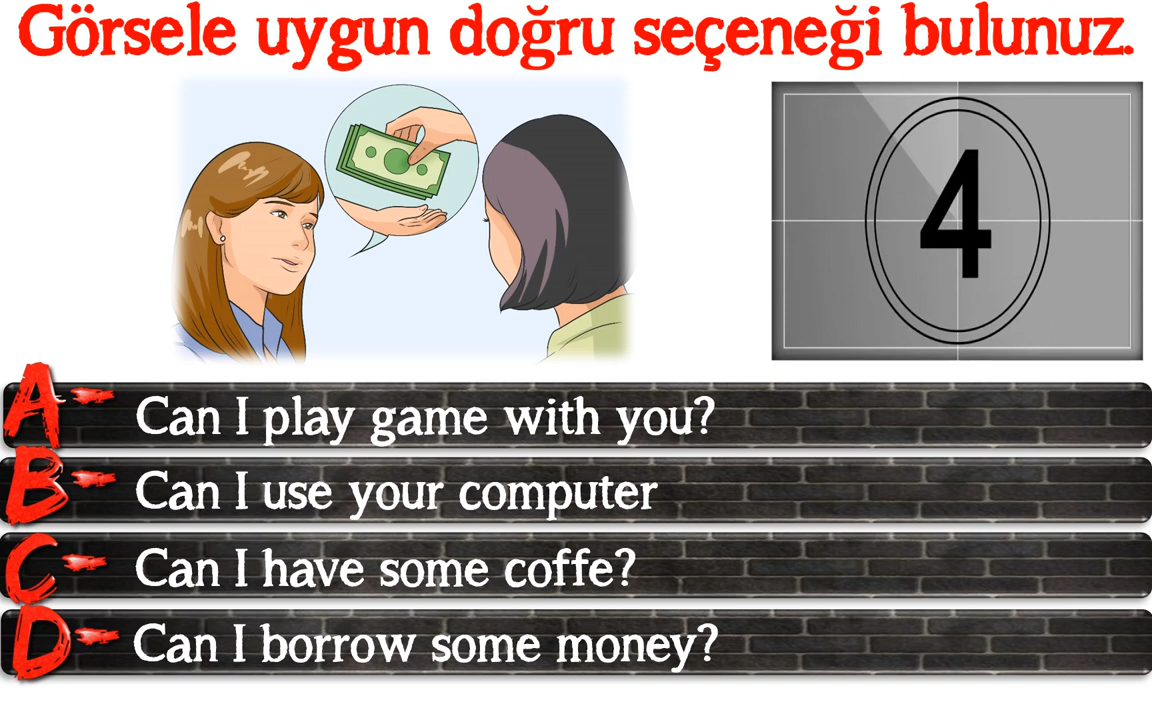 Görsele uygun doğru seçeneği bulunuz.
4
A- Can I play game with you?
B- Can I use your computer
C- Can I have some coffe?
D- Can I borrow some money?